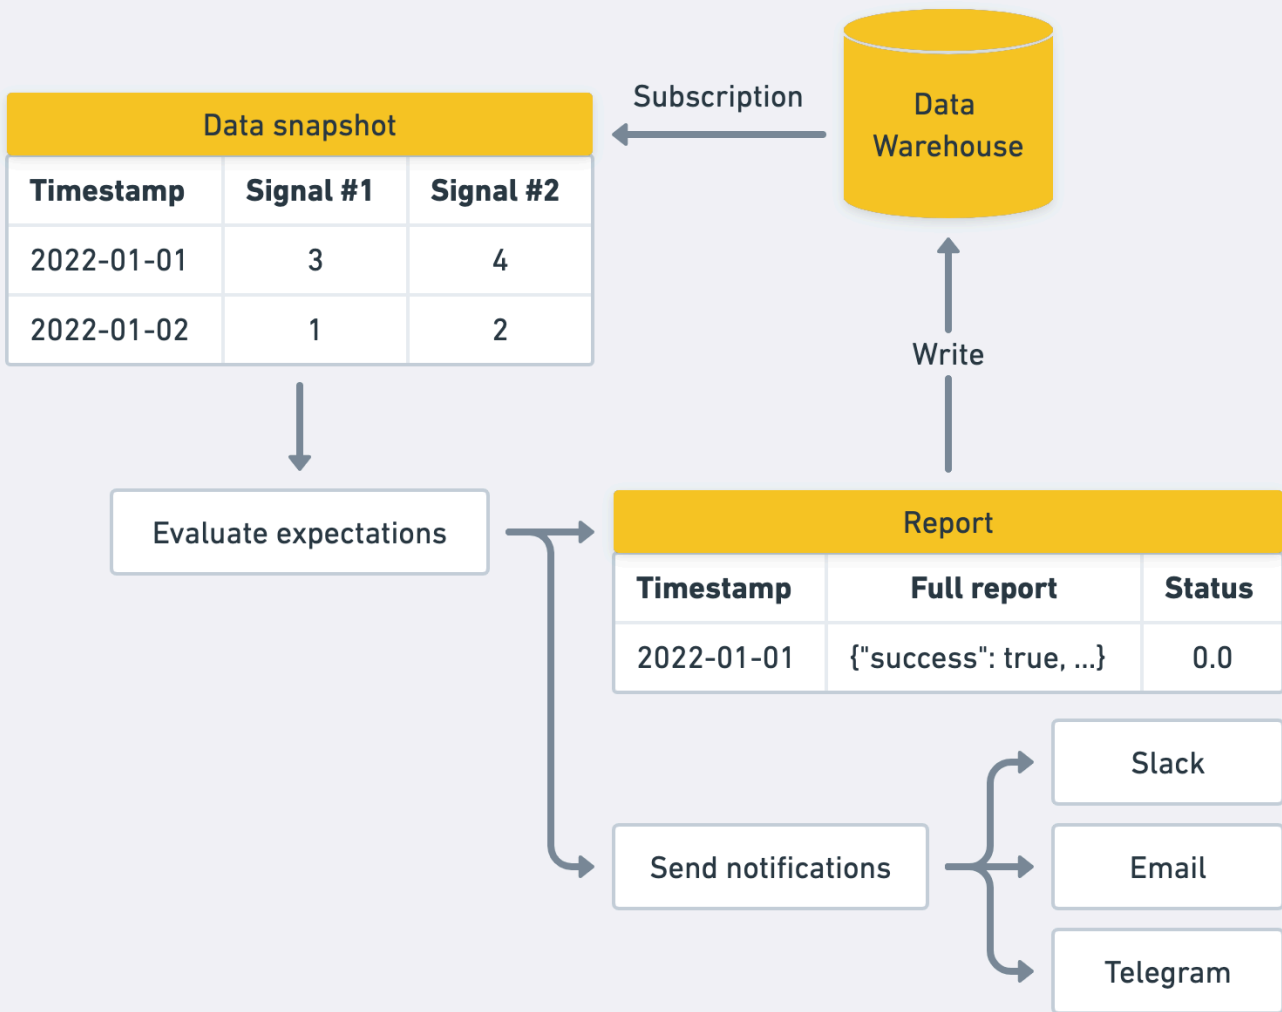 Data
Warehouse
Subscription
Data snapshot
Timestamp Signal #1 Signal #2
2022-01-01 3 4
2022-01-02 1 2
Write
Evaluate expectations
Report
Timestamp Full report Status
2022-01-01 {"success": true, ...} 0.0
Send notifications
Slack
Email
Telegram